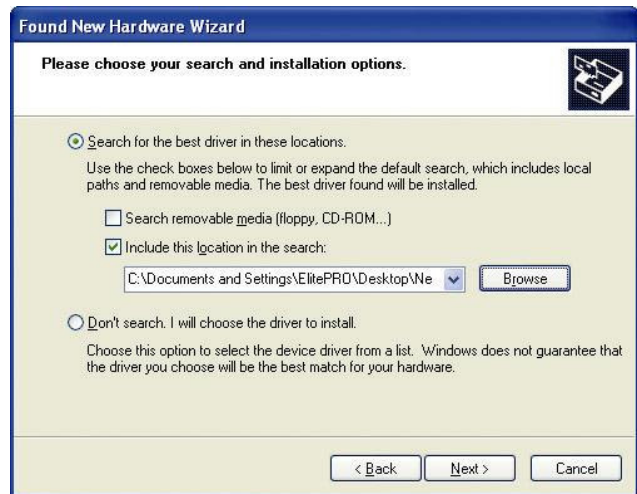 Found New Hardware Wizard
Please choose your search and installation options.
Search for the best driver in these locations.
Use the check boxes below to limit or expand the default search, which includes local
paths and removable media. The best driver found will be installed.
Search removable media (floppy, CD-ROM...)
Include this location in the search:
C:\Documents and Settings\ElitePRO\Desktop\Ne
Browse
Don't search. I will choose the driver to install.
Choose this option to select the device driver from a list. Windows does not guarantee that
the driver you choose will be the best match for your hardware.
< Back Next > Cancel